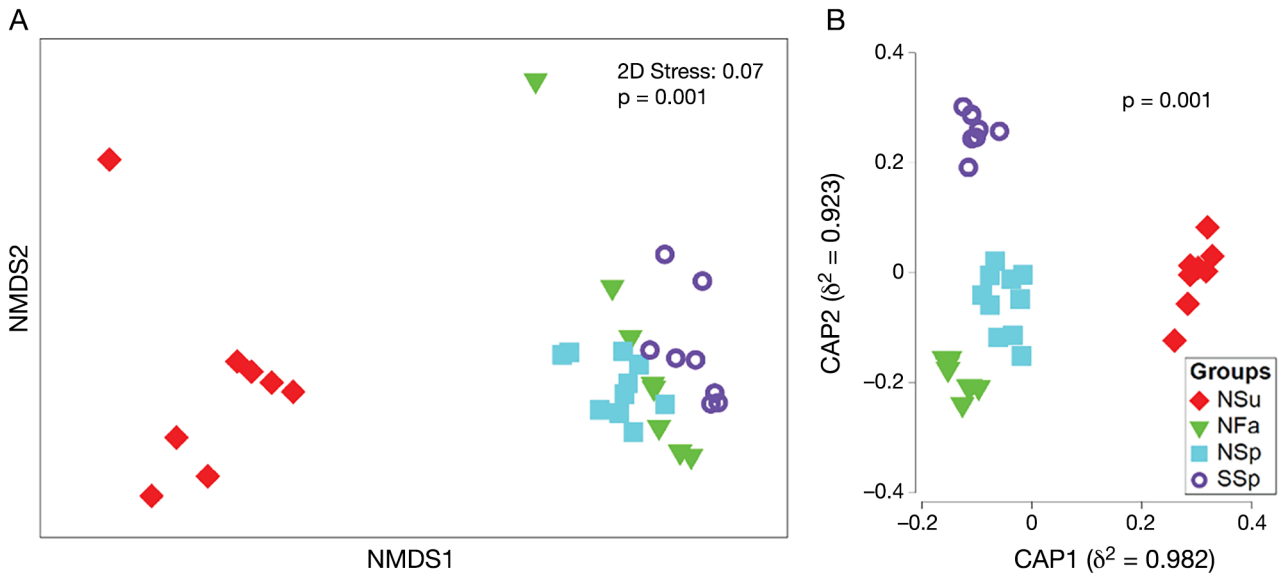 A
2D Stress: 0.07
p = 0.001
NMDS2
NMDS1
B
0.4
0.2
0
−0.2
−0.4
CAP2 (δ² = 0.923)
p = 0.001
Groups
NSu
NFa
NSp
SSp
−0.2 0 0.2 0.4
CAP1 (δ² = 0.982)